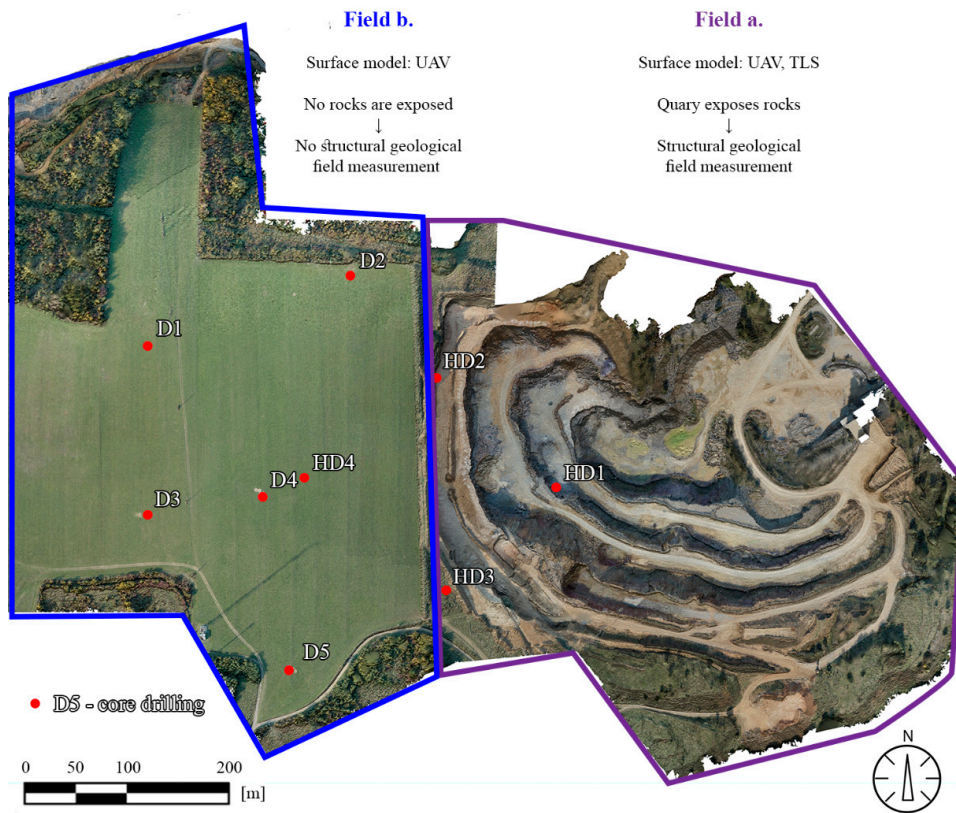 Field b.
Surface model: UAV
No rocks are exposed
↓
No structural geological
field measurement
Field a.
Surface model: UAV, TLS
Quary exposes rocks
↓
Structural geological
field measurement
D2
D1
HD2
HD4
D4
HD1
D3
HD3
D5
D5 - core drilling
0 50 100 200
[m]
N